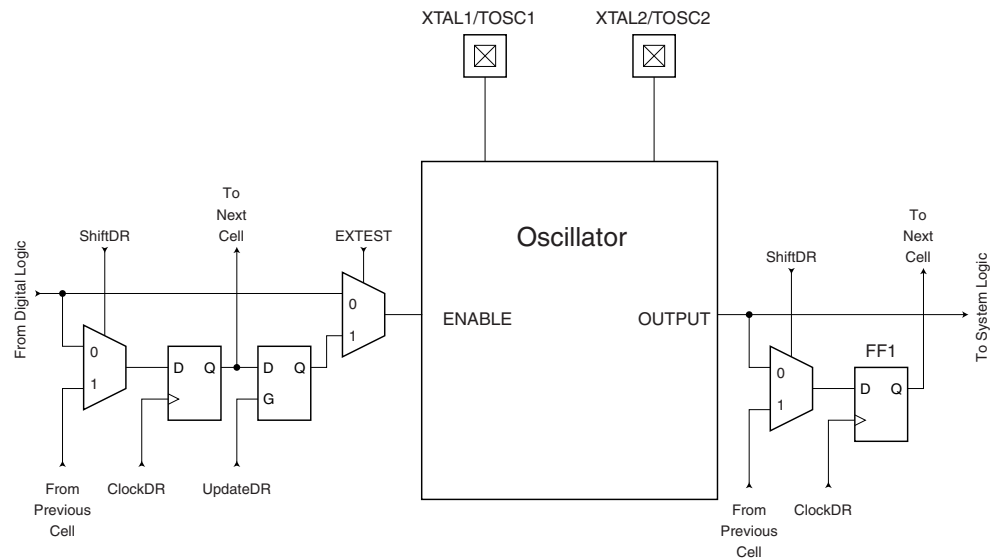 XTAL1/TOSC1
XTAL2/TOSC2
To
Next
Cell
ShiftDR
EXTEST
From Digital Logic
0
1
D Q
D Q
G
0
1
From
Previous
Cell
ClockDR
UpdateDR
Oscillator
ENABLE
OUTPUT
To
Next
Cell
ShiftDR
To System Logic
FF1
0
1
D Q
From
Previous
Cell
ClockDR